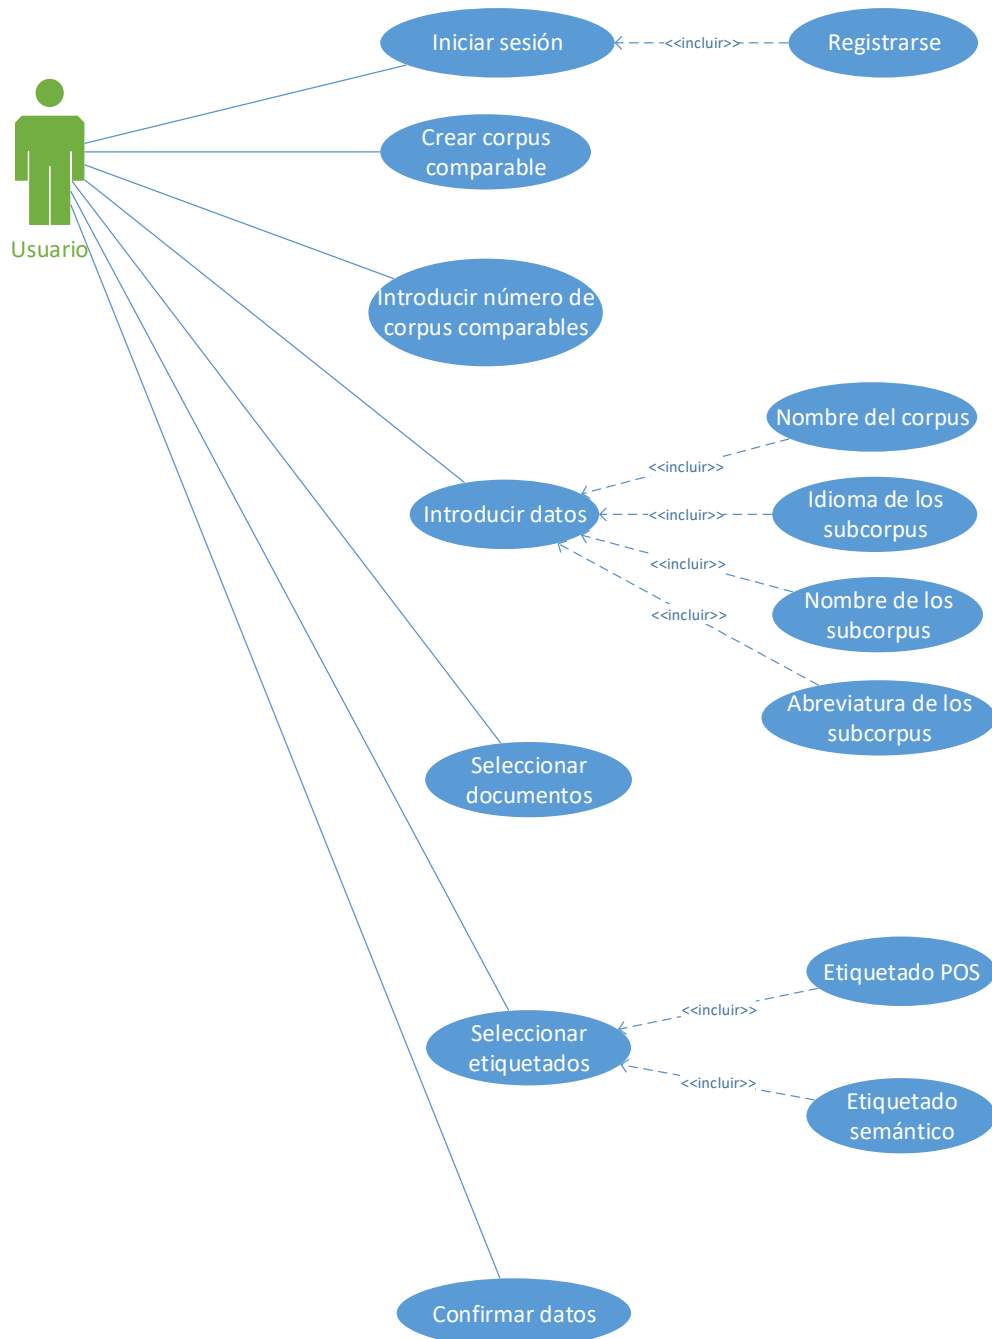 Iniciar sesión
<<incluir>>
Registrarse
Crear corpus
comparable
Usuario
Introducir número de
corpus comparables
Nombre del corpus
<<incluir>>
Introducir datos
<<incluir>>
Idioma de los
subcorpus
<<incluir>>
Nombre de los
subcorpus
<<incluir>>
Abreviatura de los
subcorpus
Seleccionar
documentos
Etiquetado POS
<<incluir>>
Seleccionar
etiquetados
<<incluir>>
Etiquetado
semántico
Confirmar datos